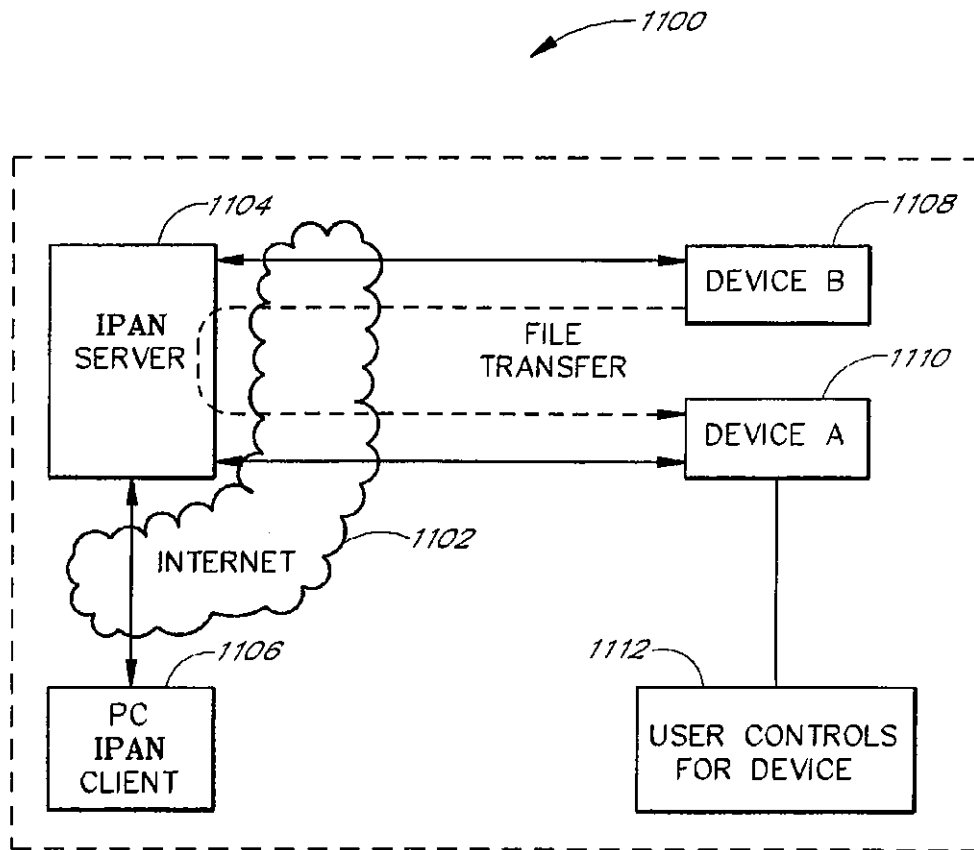 1100
1104
1108
IPAN
SERVER
DEVICE B
FILE
TRANSFER
1110
DEVICE A
INTERNET
1102
1106
1112
PC
IPAN
CLIENT
USER CONTROLS
FOR DEVICE